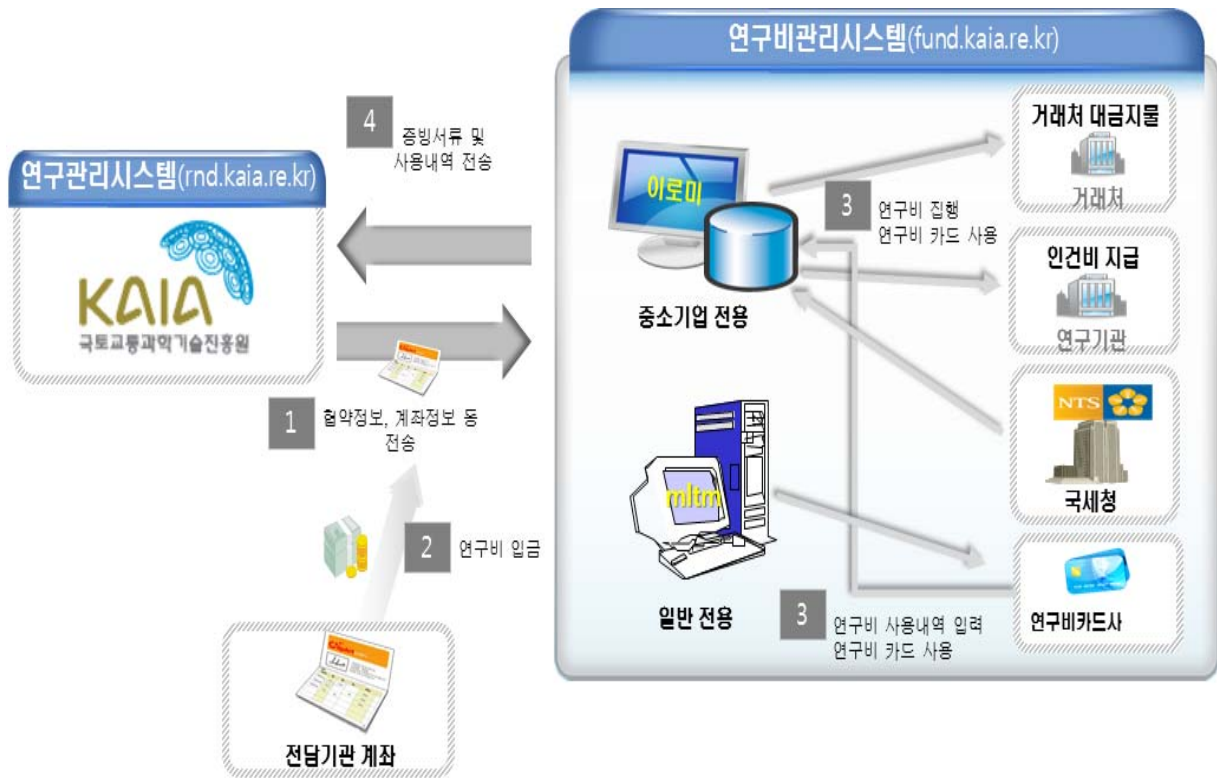 연구비관리시스템(fund.kaia.re.kr)
4
증빙서류 및
사용내역 전송
연구관리시스템(rnd.kaia.re.kr)
KAIA
국토교통과학기술진흥원
1
협약정보, 계좌정보 등
전송
2
연구비 입금
전담기관 계좌
이로미
중소기업 전용
3
연구비 집행
연구비 카드 사용
거래처 대금지물
거래처
인건비 지급
연구기관
NTS
국세청
mltm
일반 전용
3
연구비 사용내역 입력
연구비 카드 사용
연구비카드사